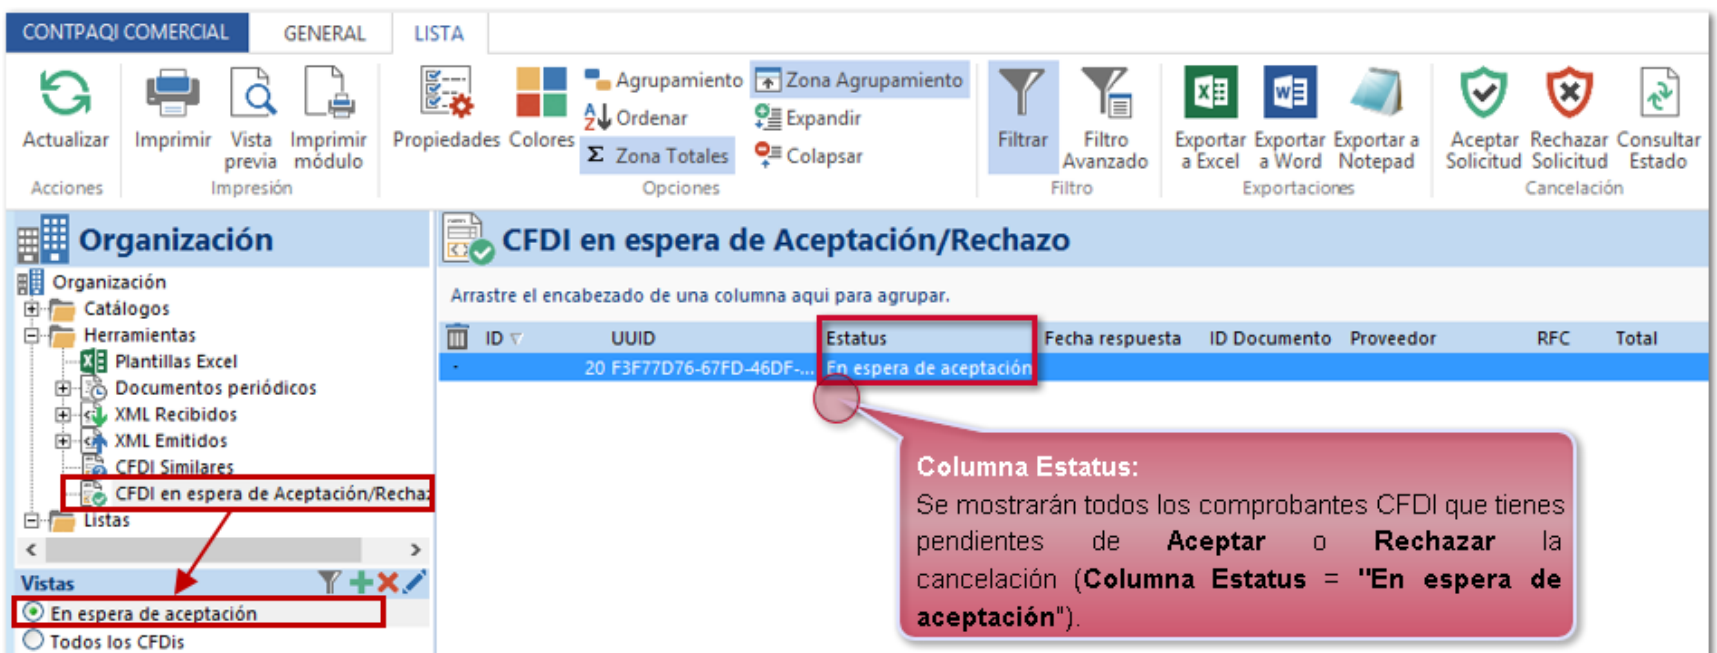 CONTPAQI COMERCIAL GENERAL LISTA
Actualizar
Acciones
Imprimir
Vista previa
Imprimir módulo
Impresión
Propiedades
Colores
Agrupamiento
Ordenar
Σ Zona Totales
Zona Agrupamiento
Expandir
Colapsar
Opciones
Filtrar
Filtro Avanzado
Filtro
Exportar a Excel
Exportar a Word
Exportar a Notepad
Exportaciones
Aceptar Solicitud
Rechazar Solicitud
Consultar Estado
Cancelación
Organización
Organización
Catálogos
Herramientas
Plantillas Excel
Documentos periódicos
XML Recibidos
XML Emitidos
CFDI Similares
CFDI en espera de Aceptación/Rechaz
Listas
Vistas
En espera de aceptación
Todos los CFDis
CFDI en espera de Aceptación/Rechazo
Arrastre el encabezado de una columna aqui para agrupar.
ID UUID Estatus Fecha respuesta ID Documento Proveedor RFC Total
20 F3F77D76-67FD-46DF-... En espera de aceptación
Columna Estatus:
Se mostrarán todos los comprobantes CFDI que tienes
pendientes de Aceptar o Rechazar la
cancelación (Columna Estatus = "En espera de
aceptación").